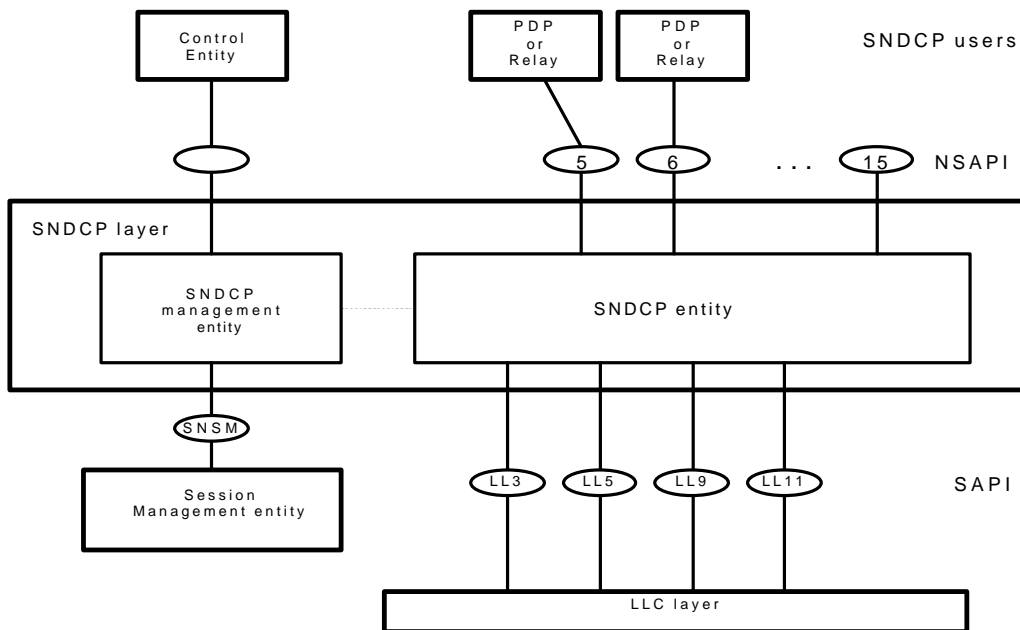 Control
Entity
PDP
or
Relay
PDP
or
Relay
SNDCP users
5
6
. . .
15
NSAPI
SNDCP layer
SNDCP
management
entity
SNDCP entity
SNSM
LL3
LL5
LL9
LL11
SAPI
Session
Management entity
LLC layer